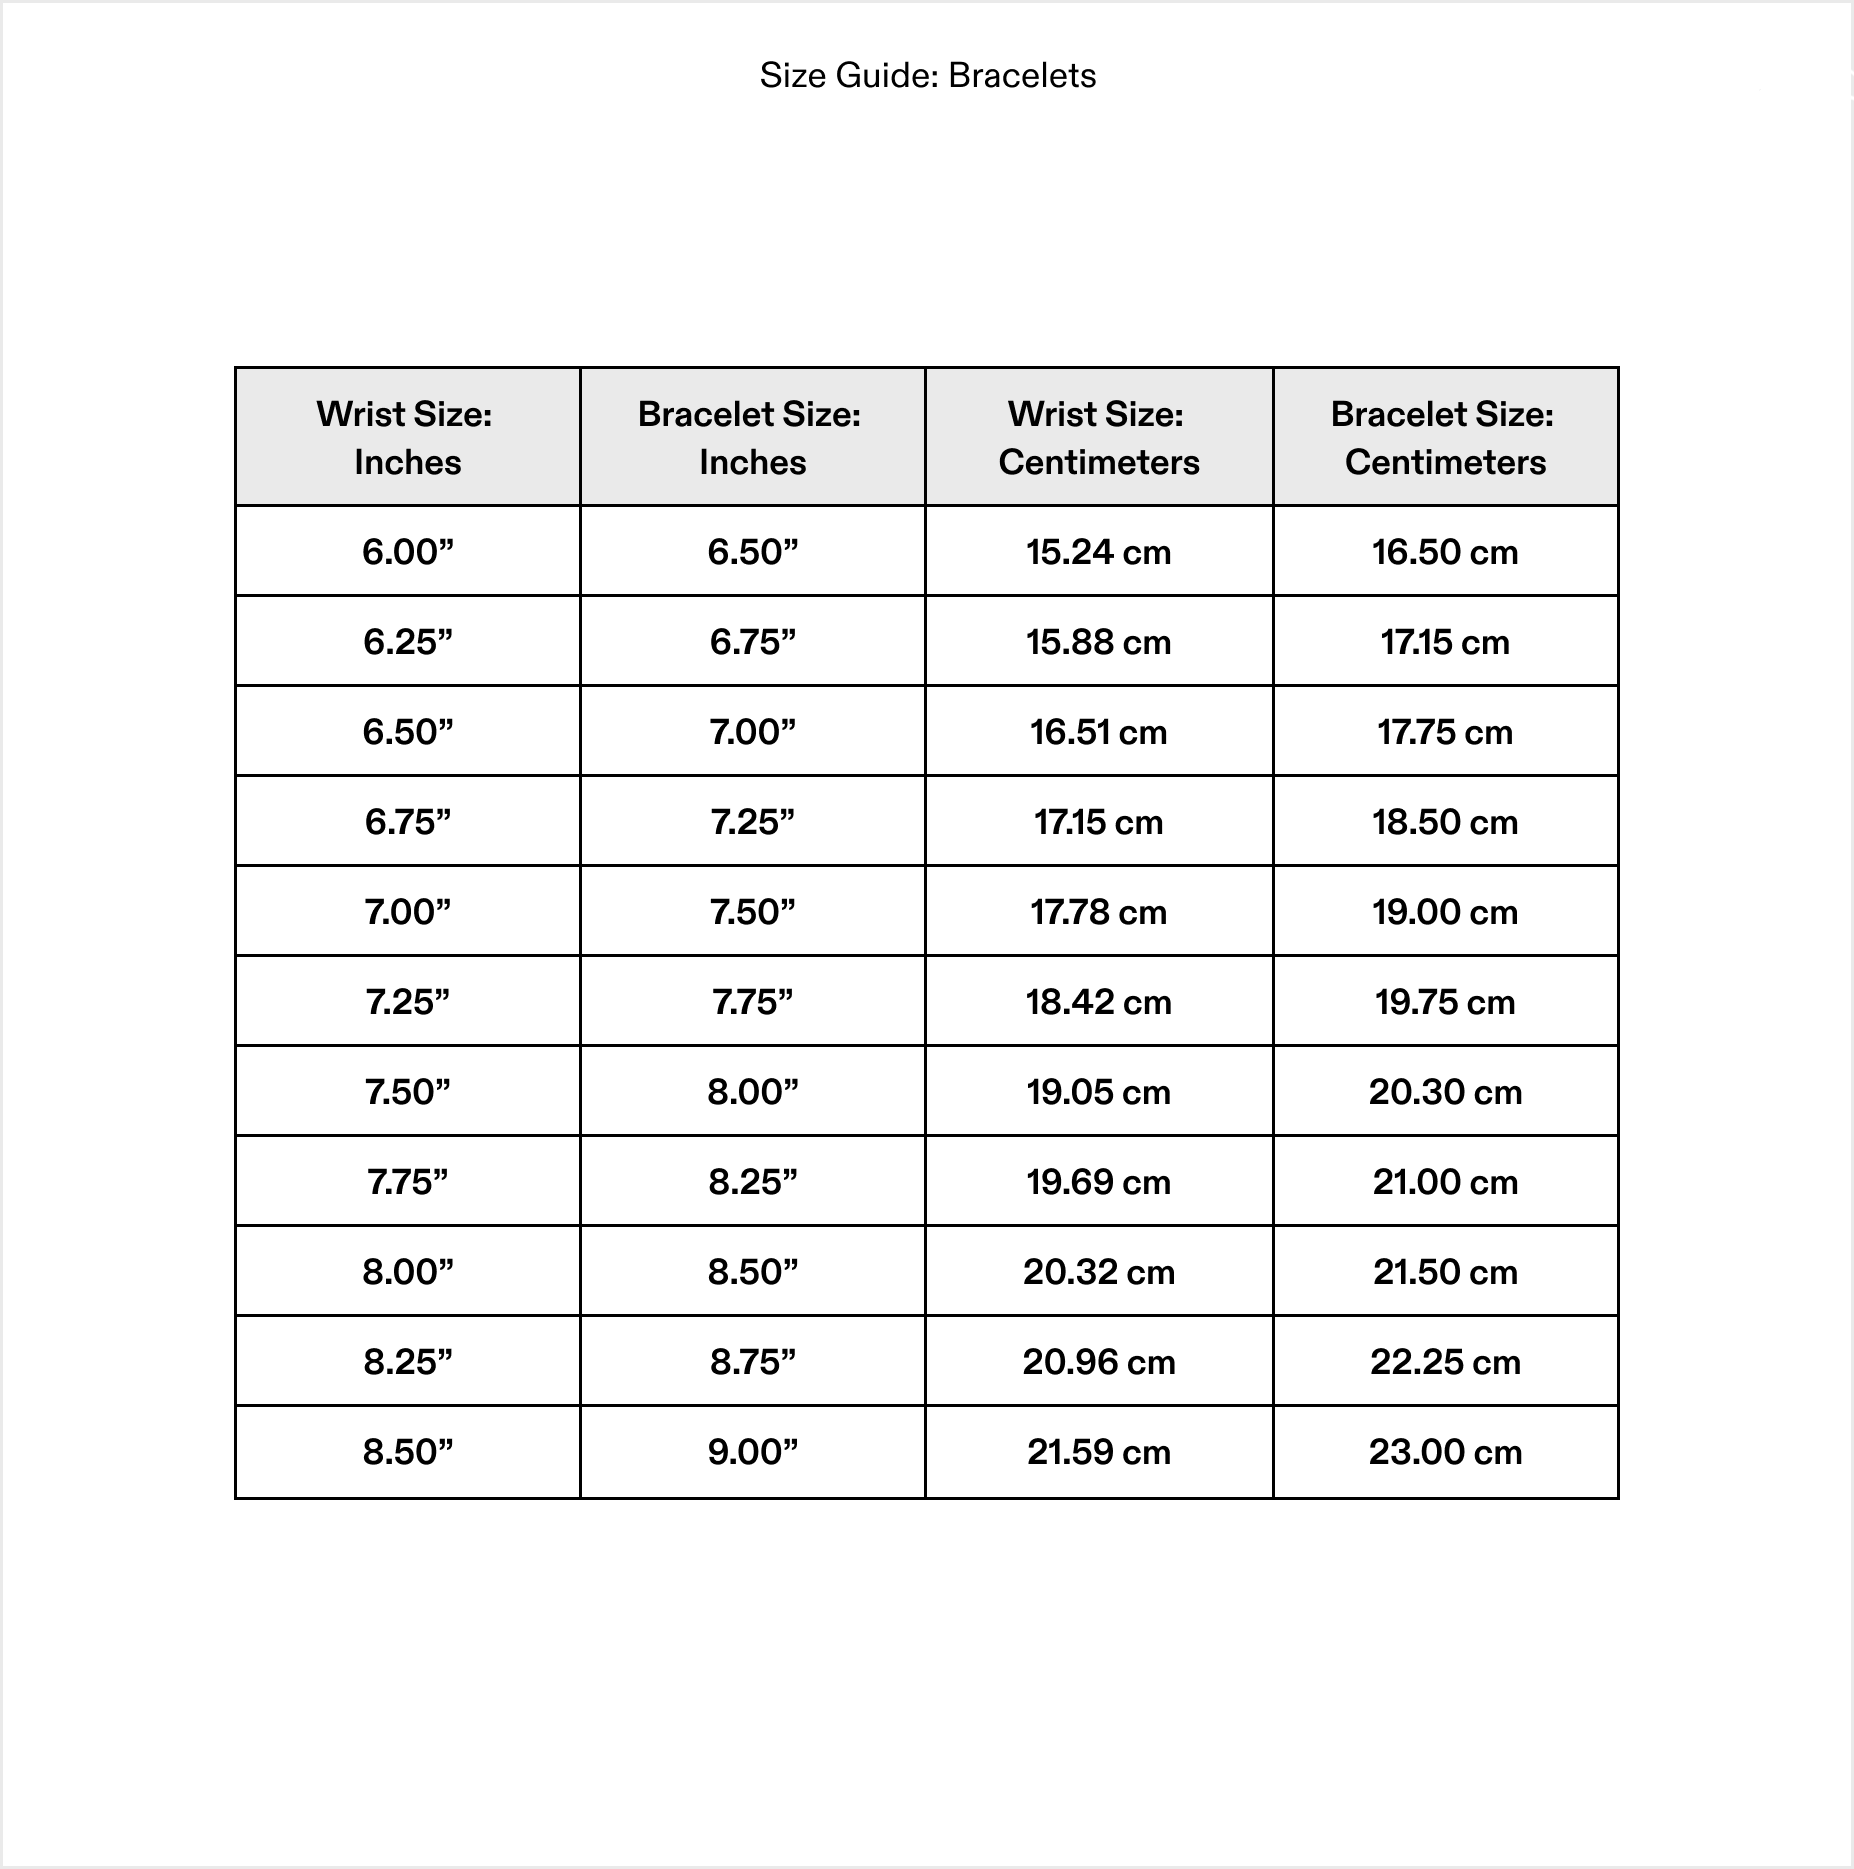 Size Guide: Bracelets
Wrist Size: Bracelet Size: Wrist Size: Bracelet Size:
Inches Inches Centimeters Centimeters
6.00” 6.50” 15.24 cm 16.50 cm
6.25” 6.75” 15.88 cm 17.15 cm
6.50” 7.00” 16.51 cm 17.75 cm
6.75” 7.25” 17.15 cm 18.50 cm
7.00” 7.50” 17.78 cm 19.00 cm
7.25” 7.75” 18.42 cm 19.75 cm
7.50” 8.00” 19.05 cm 20.30 cm
7.75” 8.25” 19.69 cm 21.00 cm
8.00” 8.50” 20.32 cm 21.50 cm
8.25” 8.75” 20.96 cm 22.25 cm
8.50” 9.00” 21.59 cm 23.00 cm